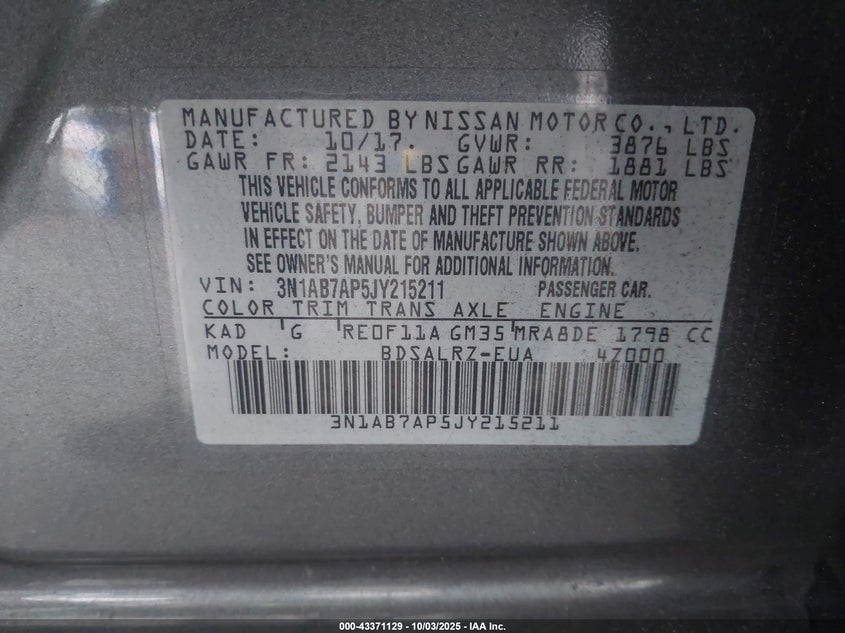 MANUFACTURED BY NISSAN MOTOR CO., LTD.
DATE: 10/17. GVWR: 3876 LBS
GAWR FR: 2143 LBS GAWR RR: 1881 LBS
THIS VEHICLE CONFORMS TO ALL APPLICABLE FEDERAL MOTOR
VEHICLE SAFETY, BUMPER AND THEFT PREVENTION STANDARDS
IN EFFECT ON THE DATE OF MANUFACTURE SHOWN ABOVE.
SEE OWNER'S MANUAL FOR ADDITIONAL INFORMATION.
VIN: 3N1AB7AP5JY215211 PASSENGER CAR.
COLOR TRIM TRANS AXLE ENGINE
KAD G RE0F11A GM35 MRA8DE 1798 CC
MODEL: BDSALRZ-EUA 4Z000
3N1AB7AP5JY215211
000-43371129 - 10/03/2025 - IAA Inc.